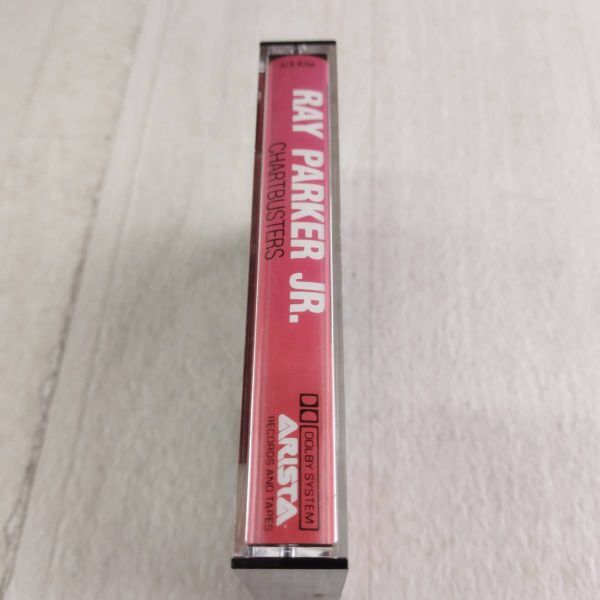 RAY PARKER JR.
CHARTBUSTERS
DOLBY SYSTEM
ARISTA
RECORDS AND TAPES